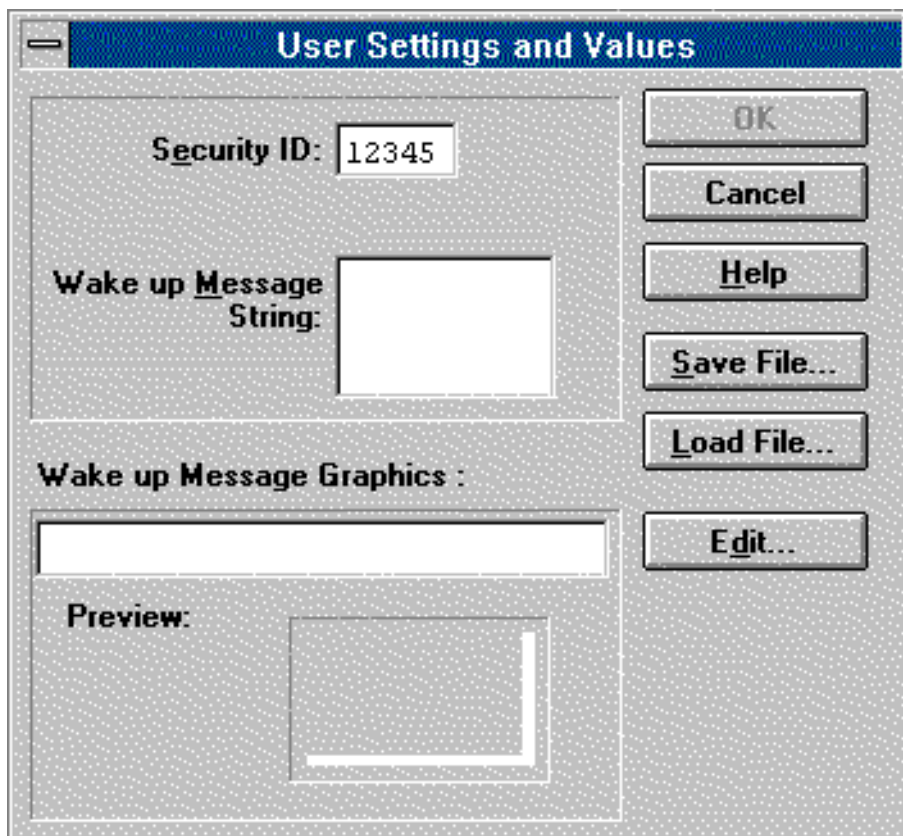 User Settings and Values
Security ID: 12345
Wake up Message
String:
OK
Cancel
Help
Save File...
Load File...
Wake up Message Graphics :
Edit...
Preview: